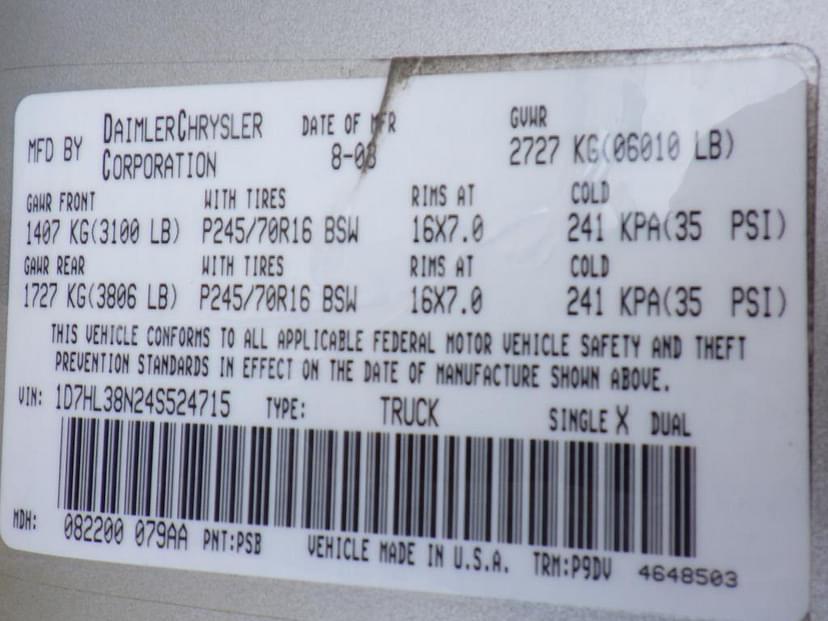 MFD BY DAIMLERCHRYSLER CORPORATION
DATE OF MFR 8-03
GVWR 2727 KG(06010 LB)
GAWR FRONT WITH TIRES RIMS AT COLD
1407 KG(3100 LB) P245/70R16 BSW 16X7.0 241 KPA(35 PSI)
GAWR REAR WITH TIRES RIMS AT COLD
1727 KG(3806 LB) P245/70R16 BSW 16X7.0 241 KPA(35 PSI)
THIS VEHICLE CONFORMS TO ALL APPLICABLE FEDERAL MOTOR VEHICLE SAFETY AND THEFT
PREVENTION STANDARDS IN EFFECT ON THE DATE OF MANUFACTURE SHOWN ABOVE.
VIN: 1D7HL38N24S524715 TYPE: TRUCK SINGLE X DUAL
MDH: 082200 079AA PNT:PSB VEHICLE MADE IN U.S.A. TRM:P9DV 4648503